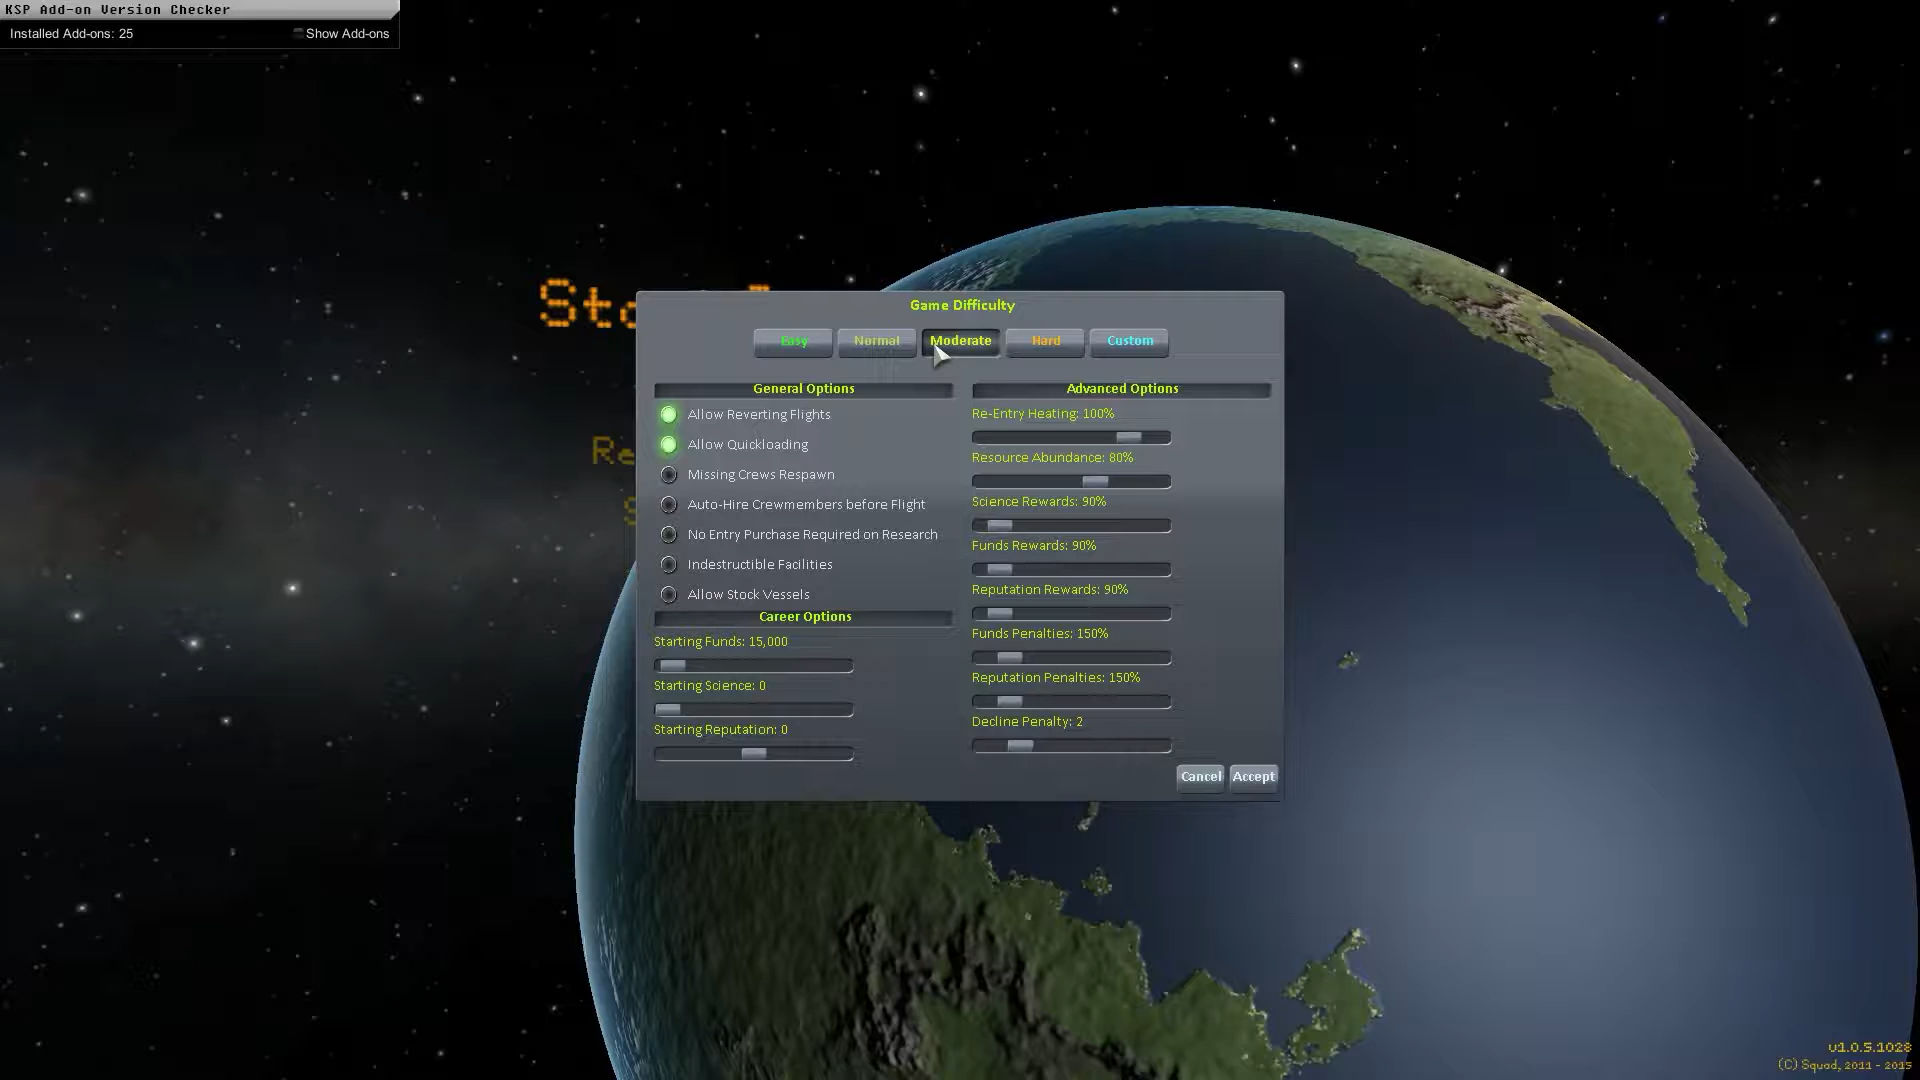 KSP Add-on Version Checker
Installed Add-ons: 25
Show Add-ons
Game Difficulty
Easy
Normal
Moderate
Hard
Custom
General Options
Allow Reverting Flights
Allow Quickloading
Missing Crews Respawn
Auto-Hire Crewmembers before Flight
No Entry Purchase Required on Research
Indestructible Facilities
Allow Stock Vessels
Career Options
Starting Funds: 15,000
Starting Science: 0
Starting Reputation: 0
Advanced Options
Re-Entry Heating: 100%
Resource Abundance: 80%
Science Rewards: 90%
Funds Rewards: 90%
Reputation Rewards: 90%
Funds Penalties: 150%
Reputation Penalties: 150%
Decline Penalty: 2
Cancel
Accept
v1.0.5.1028
(C) Squad, 2011 - 2015